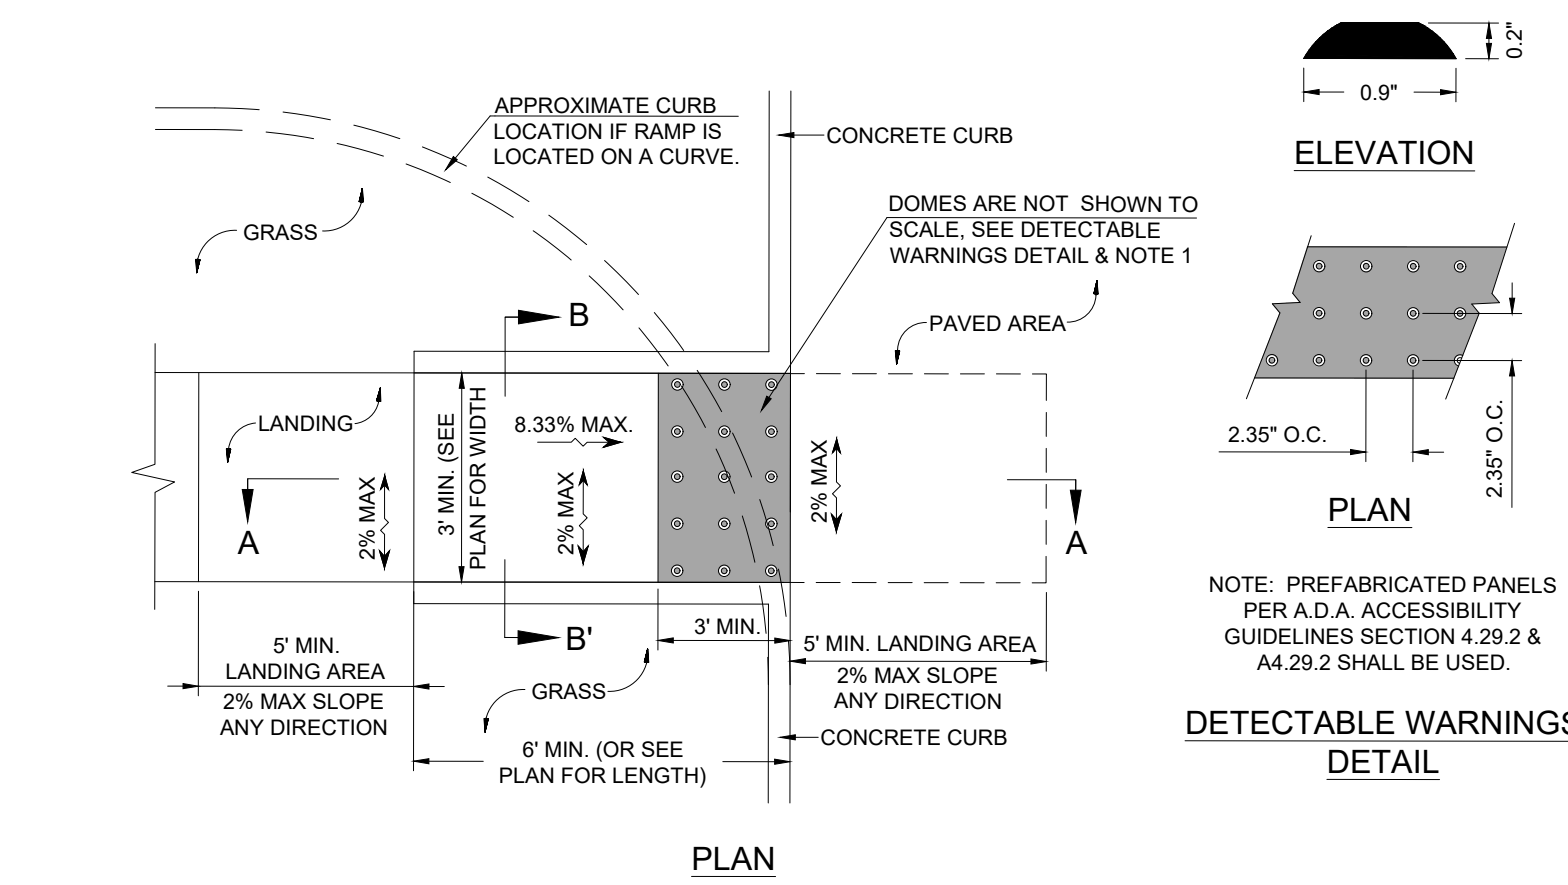 APPROXIMATE CURB
LOCATION IF RAMP IS
LOCATED ON A CURVE.
CONCRETE CURB
GRASS
DOMES ARE NOT SHOWN TO
SCALE, SEE DETECTABLE
WARNINGS DETAIL & NOTE 1
B
PAVED AREA
LANDING
3' MIN. (SEE
PLAN FOR WIDTH
8.33% MAX.
2% MAX
2% MAX
2% MAX
A
A
B'
3' MIN.
5' MIN.
LANDING AREA
2% MAX SLOPE
ANY DIRECTION
5' MIN. LANDING AREA
2% MAX SLOPE
ANY DIRECTION
GRASS
6' MIN. (OR SEE
PLAN FOR LENGTH)
CONCRETE CURB
PLAN
0.2"
0.9"
ELEVATION
2.35" O.C.
2.35" O.C.
PLAN
NOTE: PREFABRICATED PANELS
PER A.D.A. ACCESSIBILITY
GUIDELINES SECTION 4.29.2 &
A4.29.2 SHALL BE USED.
DETECTABLE WARNINGS
DETAIL